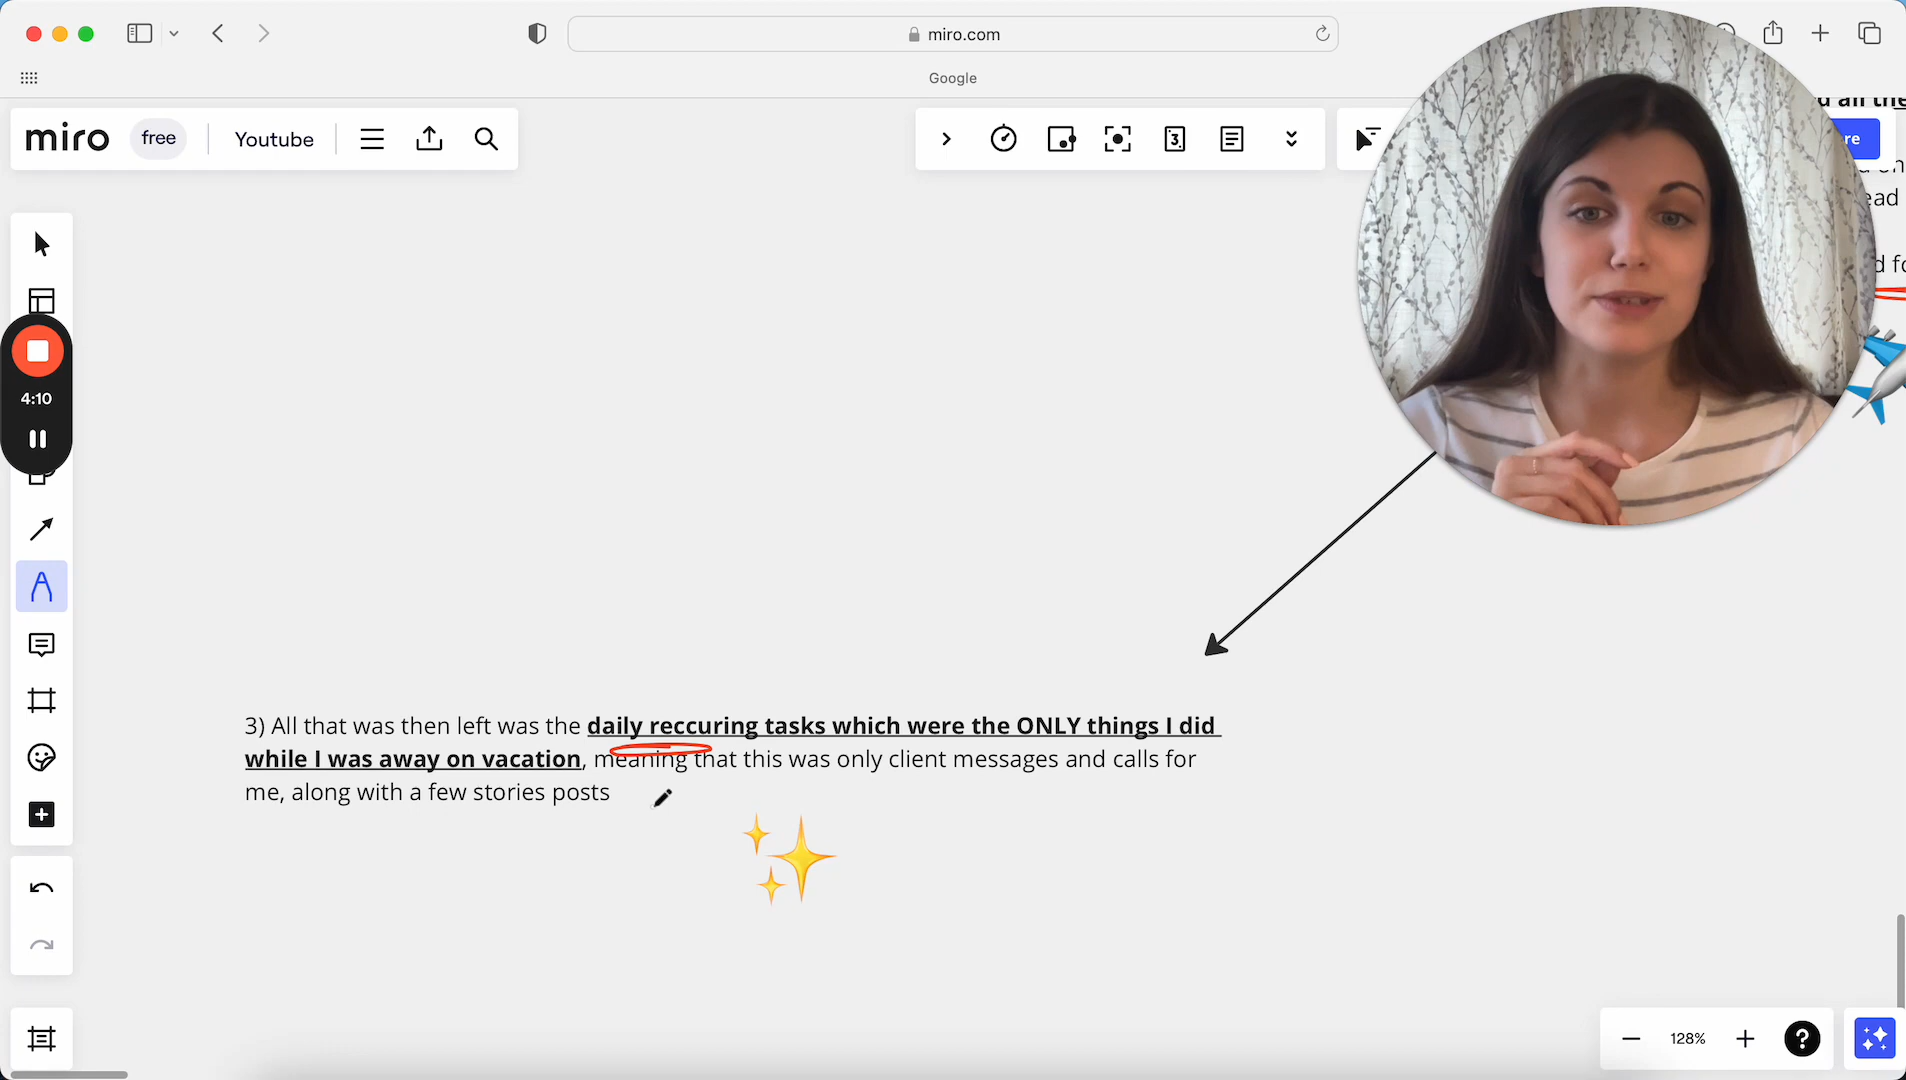 miro.com
Google
miro
free
Youtube
4:10
3) All that was then left was the daily reccuring tasks which were the ONLY things I did
while I was away on vacation, meaning that this was only client messages and calls for
me, along with a few stories posts
128%